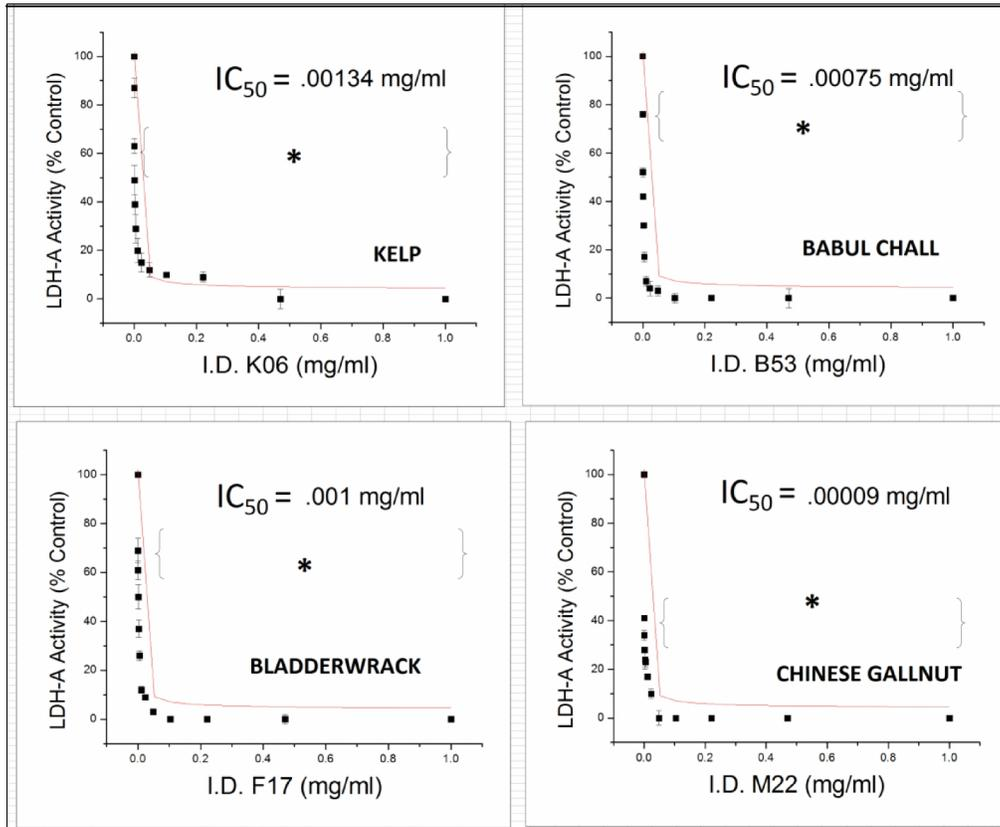 LDH-A Activity (% Control)
100
80
60
40
20
0
IC50 = .00134 mg/ml
*
KELP
0.0 0.2 0.4 0.6 0.8 1.0
I.D. K06 (mg/ml)
LDH-A Activity (% Control)
100
80
60
40
20
0
IC50 = .00075 mg/ml
*
BABUL CHALL
0.0 0.2 0.4 0.6 0.8 1.0
I.D. B53 (mg/ml)
LDH-A Activity (% Control)
100
80
60
40
20
0
IC50 = .001 mg/ml
*
BLADDERWRACK
0.0 0.2 0.4 0.6 0.8 1.0
I.D. F17 (mg/ml)
LDH-A Activity (% Control)
100
80
60
40
20
0
IC50 = .00009 mg/ml
*
CHINESE GALLNUT
0.0 0.2 0.4 0.6 0.8 1.0
I.D. M22 (mg/ml)